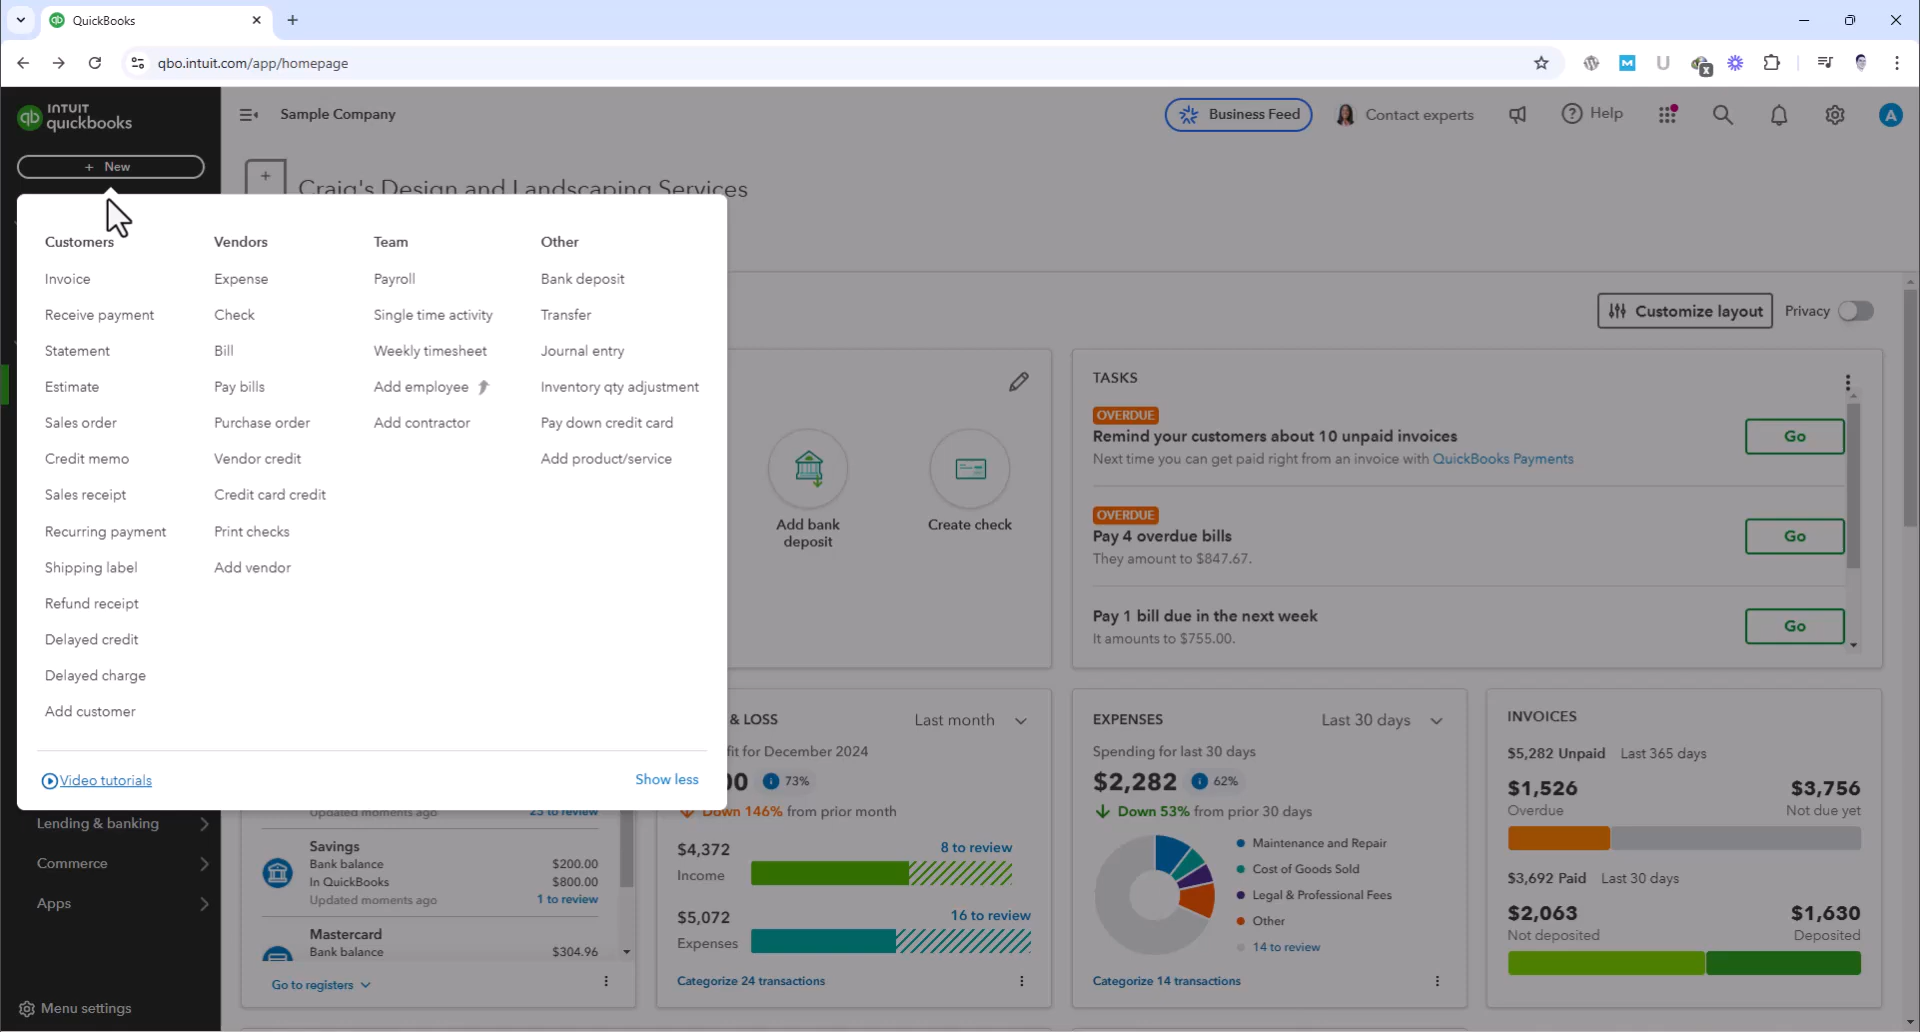 QuickBooks
qbo.intuit.com/app/homepage
INTUIT
quickbooks
Sample Company
Business Feed
Contact experts
Help
A
+ New
Craig's Design and Landscaping Services
Customers
Invoice
Receive payment
Statement
Estimate
Sales order
Credit memo
Sales receipt
Recurring payment
Shipping label
Refund receipt
Delayed credit
Delayed charge
Add customer
Vendors
Expense
Check
Bill
Pay bills
Purchase order
Vendor credit
Credit card credit
Print checks
Add vendor
Team
Payroll
Single time activity
Weekly timesheet
Add employee
Add contractor
Other
Bank deposit
Transfer
Journal entry
Inventory qty adjustment
Pay down credit card
Add product/service
Video tutorials
Show less
Customize layout
Privacy
Add bank
deposit
Create check
TASKS
OVERDUE
Remind your customers about 10 unpaid invoices
Next time you can get paid right from an invoice with QuickBooks Payments
Go
OVERDUE
Pay 4 overdue bills
They amount to $847.67.
Go
Pay 1 bill due in the next week
It amounts to $755.00.
Go
Lending & banking
Commerce
Apps
Menu settings
Updated moments ago
23 to review
Savings
Bank balance $200.00
In QuickBooks $800.00
Updated moments ago 1 to review
Mastercard
Bank balance $304.96
Go to registers
& LOSS
Last month
fit for December 2024
00
73%
Down 146% from prior month
$4,372
Income
8 to review
$5,072
Expenses
16 to review
Categorize 24 transactions
EXPENSES
Last 30 days
Spending for last 30 days
$2,282
62%
Down 53% from prior 30 days
Maintenance and Repair
Cost of Goods Sold
Legal & Professional Fees
Other
14 to review
Categorize 14 transactions
INVOICES
$5,282 Unpaid Last 365 days
$1,526 $3,756
Overdue Not due yet
$3,692 Paid Last 30 days
$2,063 $1,630
Not deposited Deposited